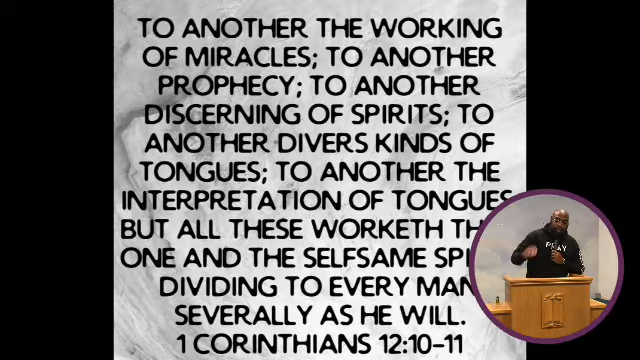 TO ANOTHER THE WORKING
OF MIRACLES; TO ANOTHER
PROPHECY; TO ANOTHER
DISCERNING OF SPIRITS; TO
ANOTHER DIVERS KINDS OF
TONGUES; TO ANOTHER THE
INTERPRETATION OF TONGUES
BUT ALL THESE WORKETH
ONE AND THE SELFSAME
DIVIDING TO EVERY MAN
SEVERALLY AS HE WILL.
1 CORINTHIANS 12:10-11
PRAY